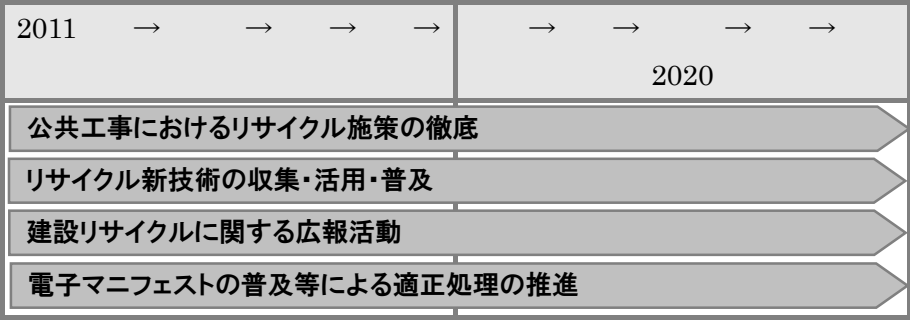 2011 → → → → → → → →
2020
公共工事におけるリサイクル施策の徹底
リサイクル新技術の収集・活用・普及
建設リサイクルに関する広報活動
電子マニフェストの普及等による適正処理の推進